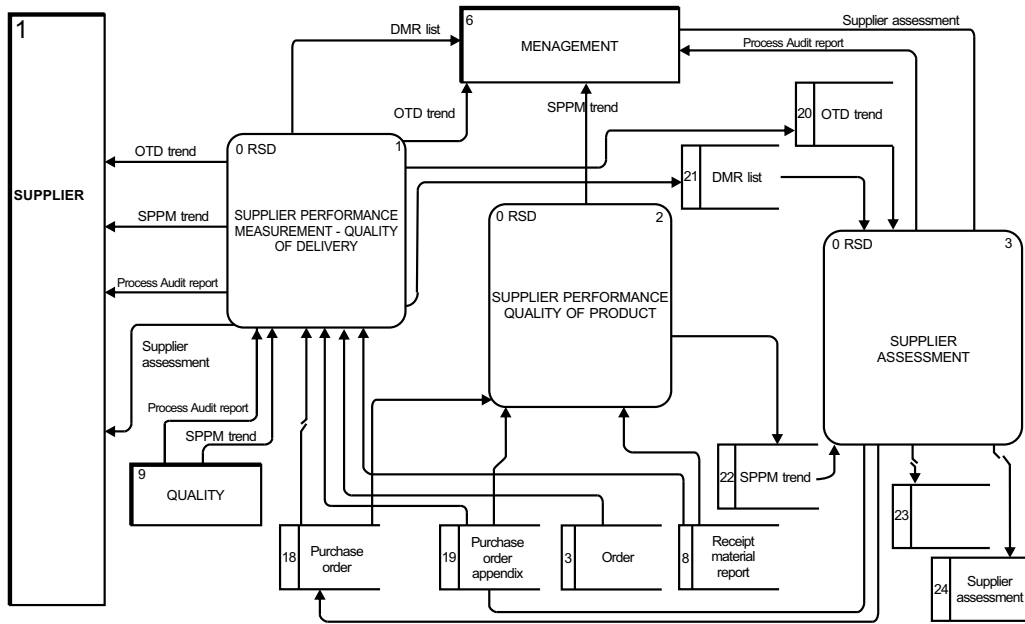 1
SUPPLIER
6
MENAGEMENT
Supplier assessment
Process Audit report
DMR list
OTD trend
SPPM trend
20
OTD trend
21
DMR list
OTD trend
SPPM trend
Process Audit report
Supplier
assessment
0 RSD
1
SUPPLIER PERFORMANCE
MEASUREMENT - QUALITY
OF DELIVERY
0 RSD
2
SUPPLIER PERFORMANCE
QUALITY OF PRODUCT
0 RSD
3
SUPPLIER
ASSESSMENT
Process Audit report
SPPM trend
9
QUALITY
22
SPPM trend
23
18
Purchase
order
19
Purchase
order
appendix
3
Order
8
Receipt
material
report
24
Supplier
assessment